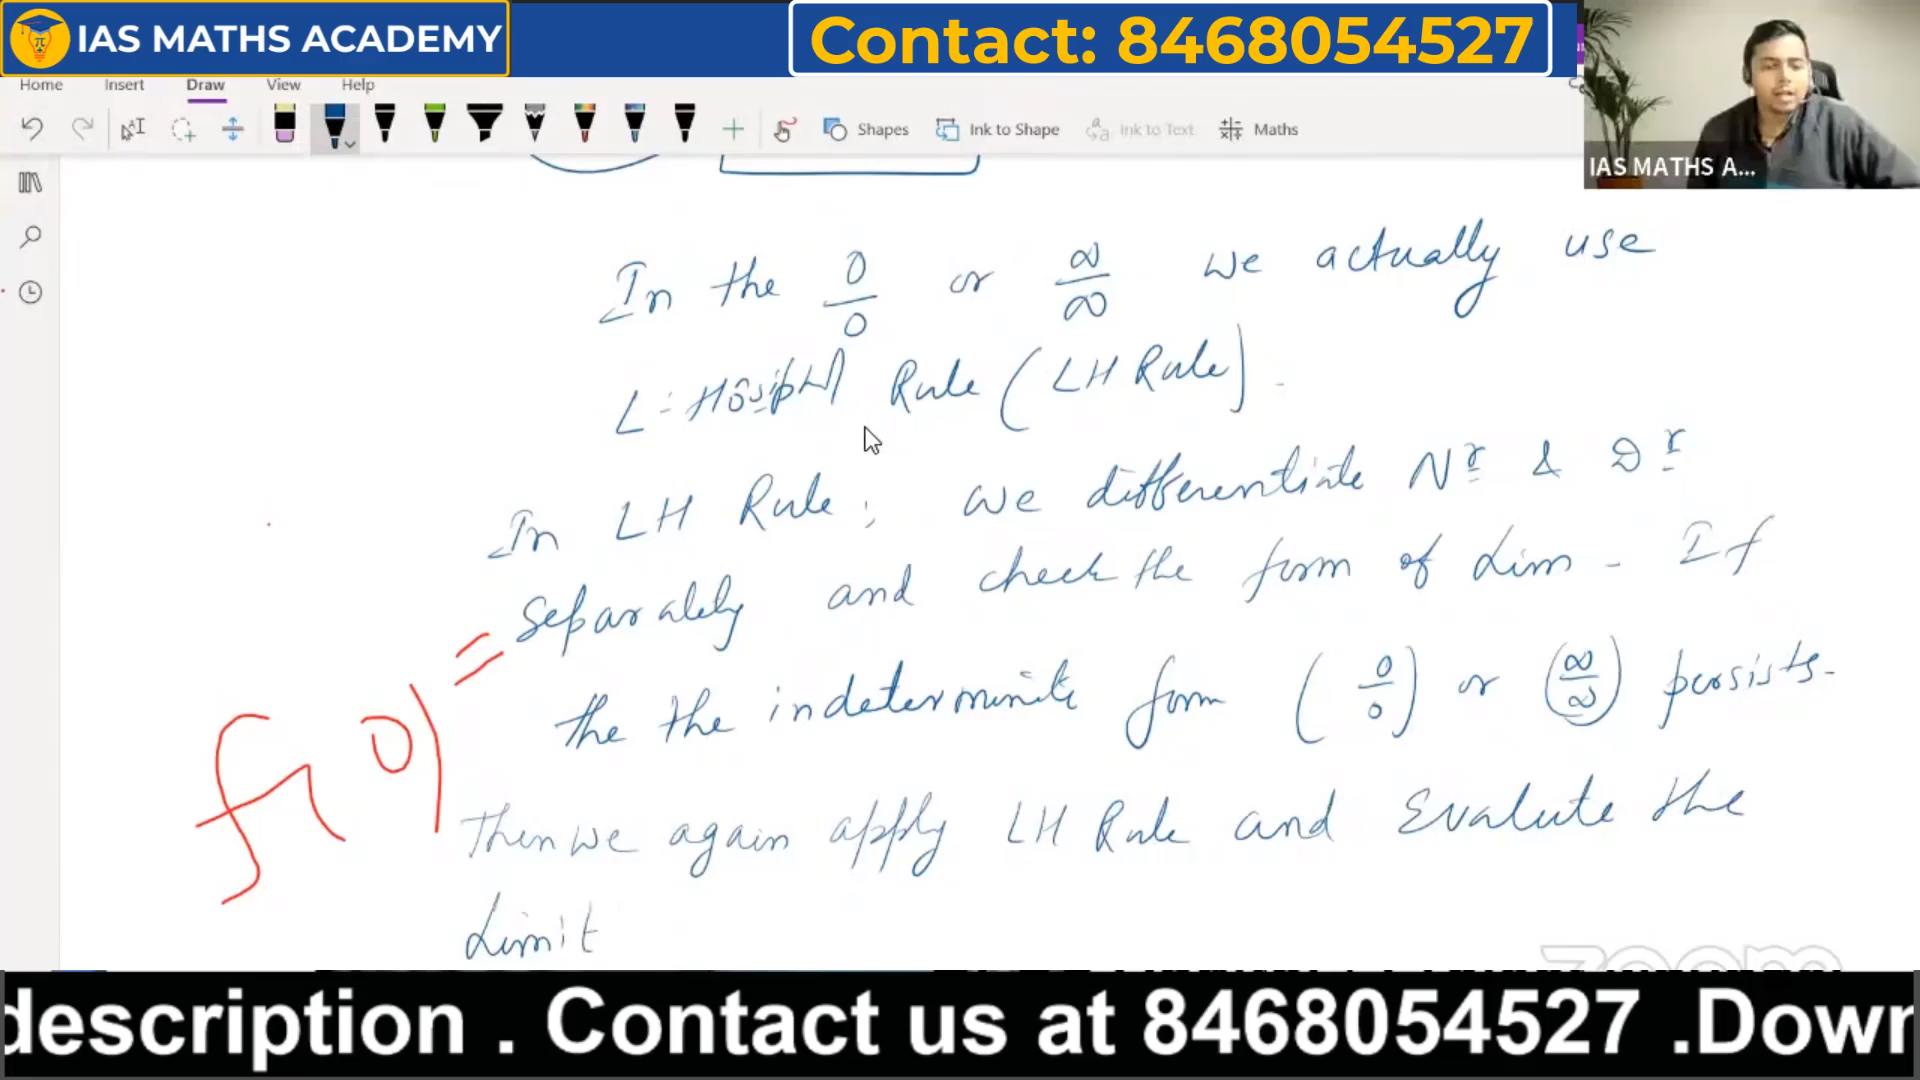 IAS MATHS ACADEMY
Contact: 8468054527
Home Insert Draw View Help
Shapes Ink to Shape Ink to Text Maths
IAS MATHS A...
In the 0/0 or ∞/∞ we actually use
L-Hospital Rule (LH Rule).
In LH Rule, we differentiate Nr & Dr
separately and check the form of Lim - If
the the indeterminate form (0/0) or (∞/∞) persists.
Then we again apply LH Rule and Evaluate the
Limit
f(0) =
zoom
description . Contact us at 8468054527 .Down